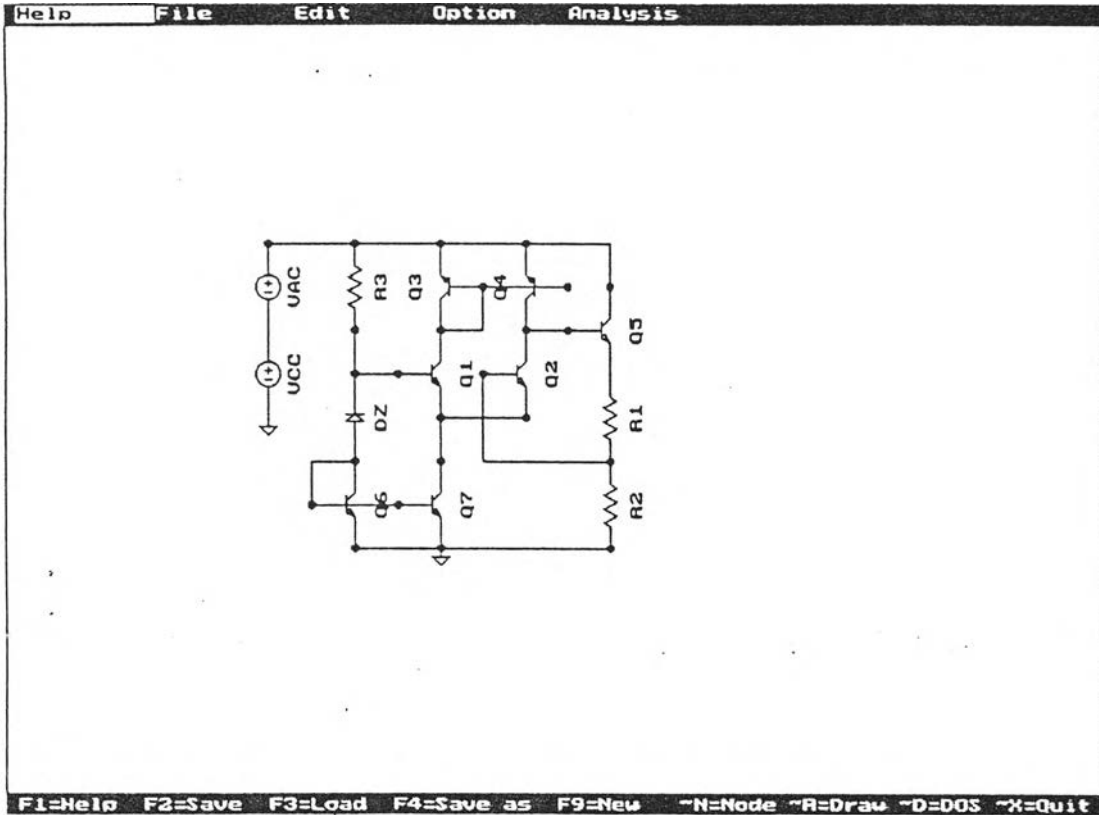 Help File Edit Option Analysis
VAC
VCC
R3
DZ
Q3
Q4
Q1
Q2
Q5
R1
R2
Q6
Q7
F1=Help F2=Save F3=Load F4=Save as F9=New ~N=Node ~A=Draw ~D=DOS ~X=Quit